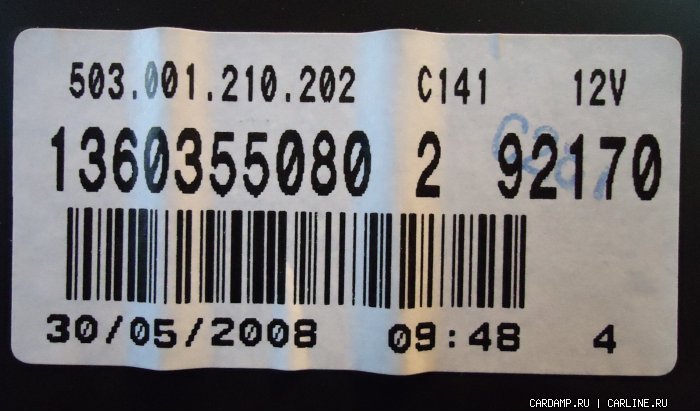 503.001.210.202 C141 12V
1360355080 2 92170
30/05/2008 09:48 4
CARDAMP.RU | CARLINE.RU